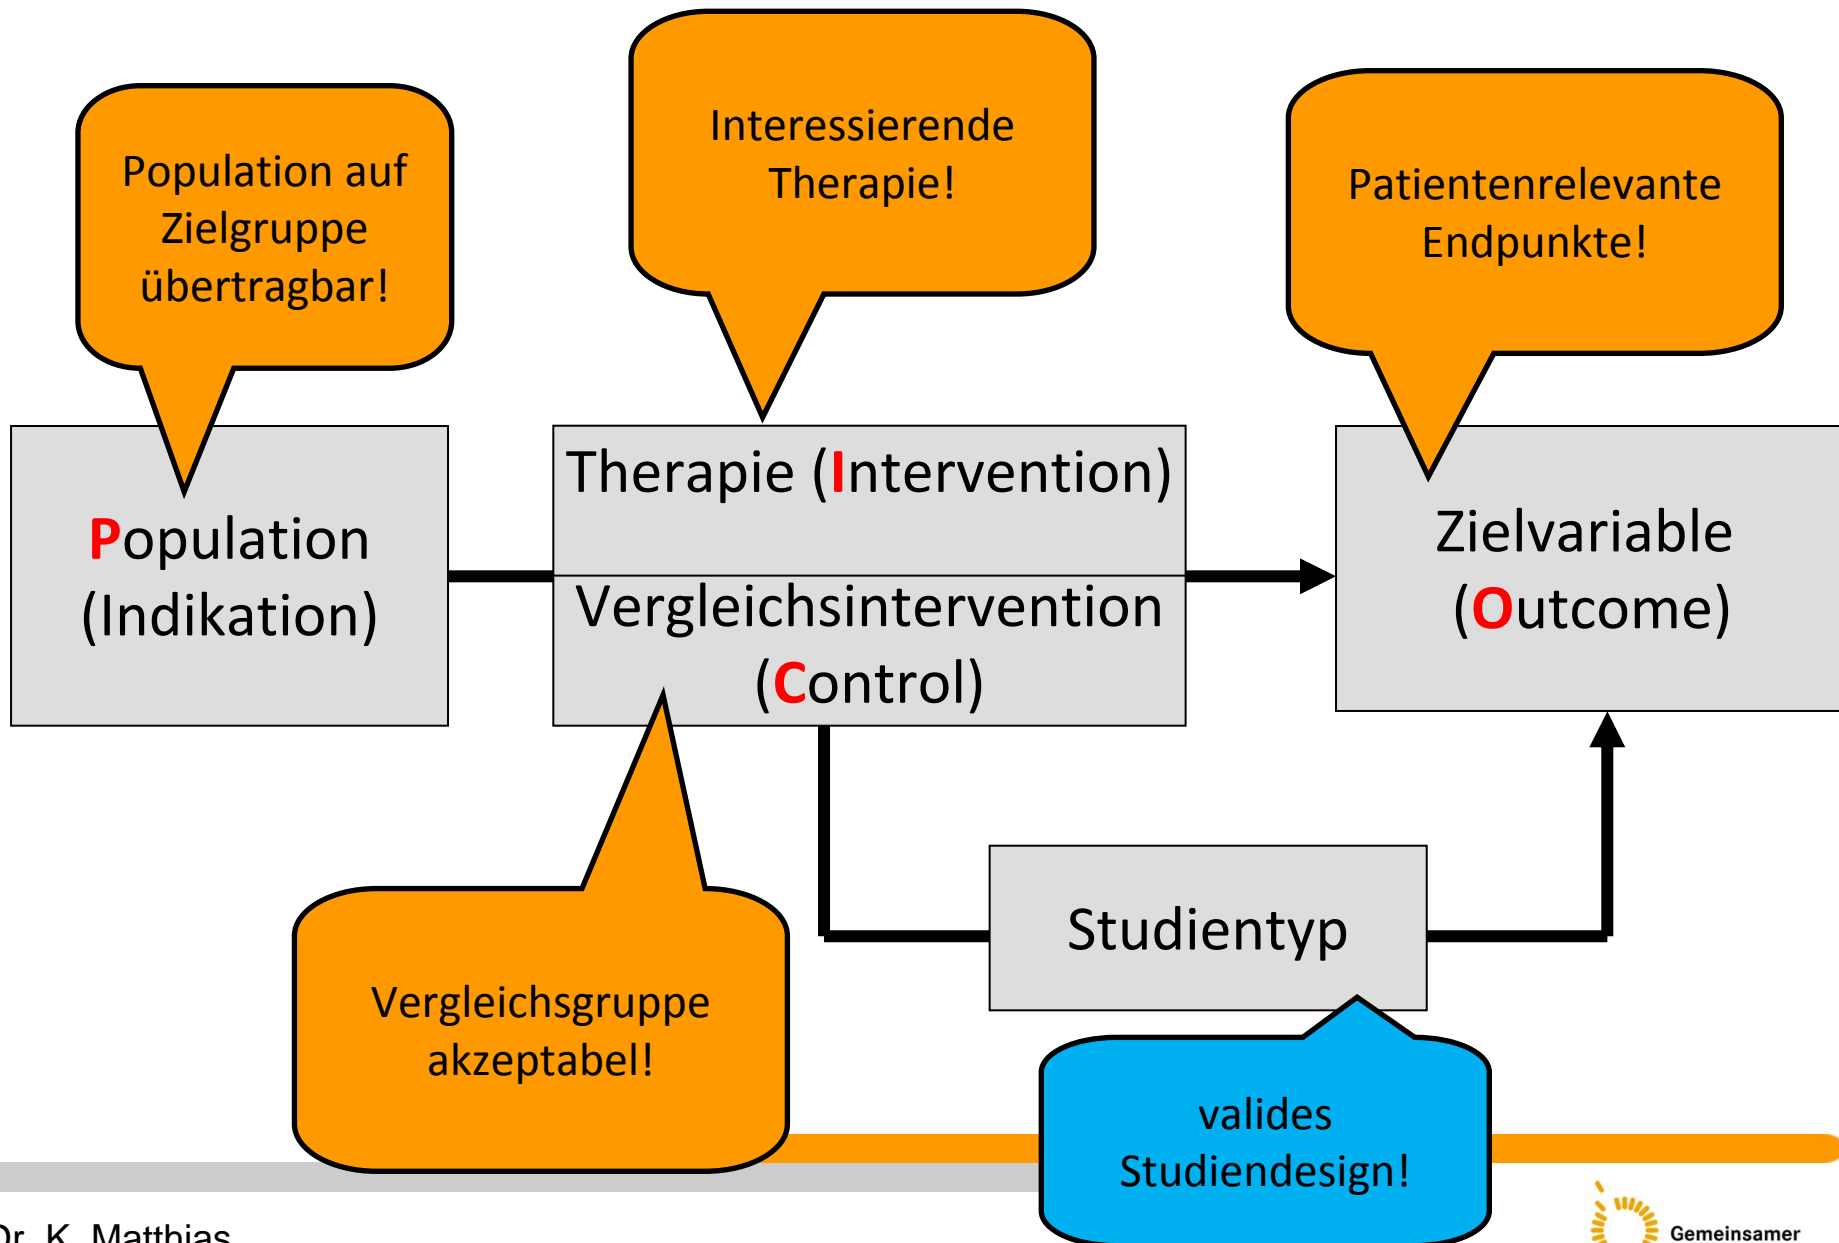 Population auf
Zielgruppe
übertragbar!
Interessierende
Therapie!
Patientenrelevante
Endpunkte!
Population
(Indikation)
Therapie (Intervention)
Vergleichsintervention
(Control)
Zielvariable
(Outcome)
Studientyp
Vergleichsgruppe
akzeptabel!
valides
Studiendesign!
Dr. K. Matthias
Gemeinsamer